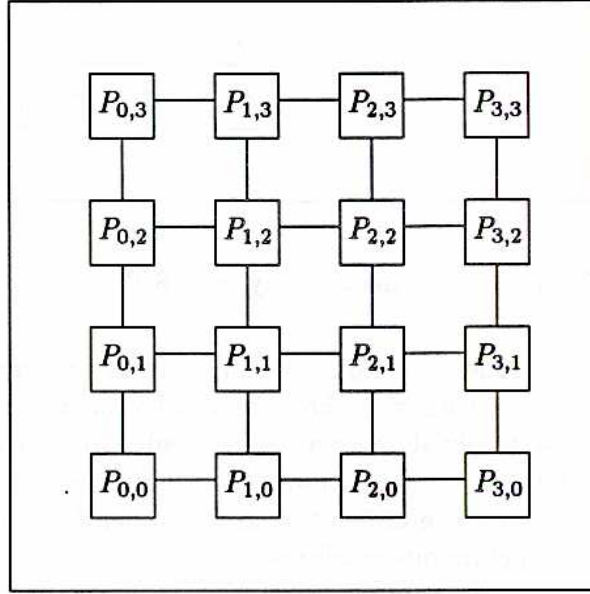 P0,3 P1,3 P2,3 P3,3
P0,2 P1,2 P2,2 P3,2
P0,1 P1,1 P2,1 P3,1
P0,0 P1,0 P2,0 P3,0